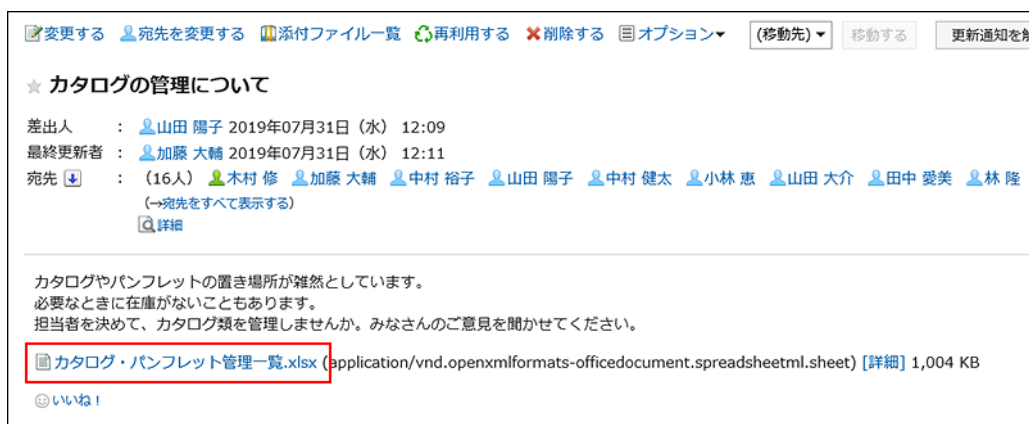 変更する 宛先を変更する 添付ファイル一覧 再利用する 削除する オプション (移動先) 移動する 更新通知を
カタログの管理について
差出人 : 山田 陽子 2019年07月31日（水） 12:09
最終更新者 : 加藤 大輔 2019年07月31日（水） 12:11
宛先 : （16人） 木村 修 加藤 大輔 中村 裕子 山田 陽子 中村 健太 小林 恵 山田 大介 田中 愛美 林 隆
(→宛先をすべて表示する)
詳細
カタログやパンフレットの置き場所が雑然としています。
必要なときに在庫がないこともあります。
担当者を決めて、カタログ類を管理しませんか。みなさんのご意見を聞かせてください。
カタログ・パンフレット管理一覧.xlsx (application/vnd.openxmlformats-officedocument.spreadsheetml.sheet) [詳細] 1,004 KB
いいね！